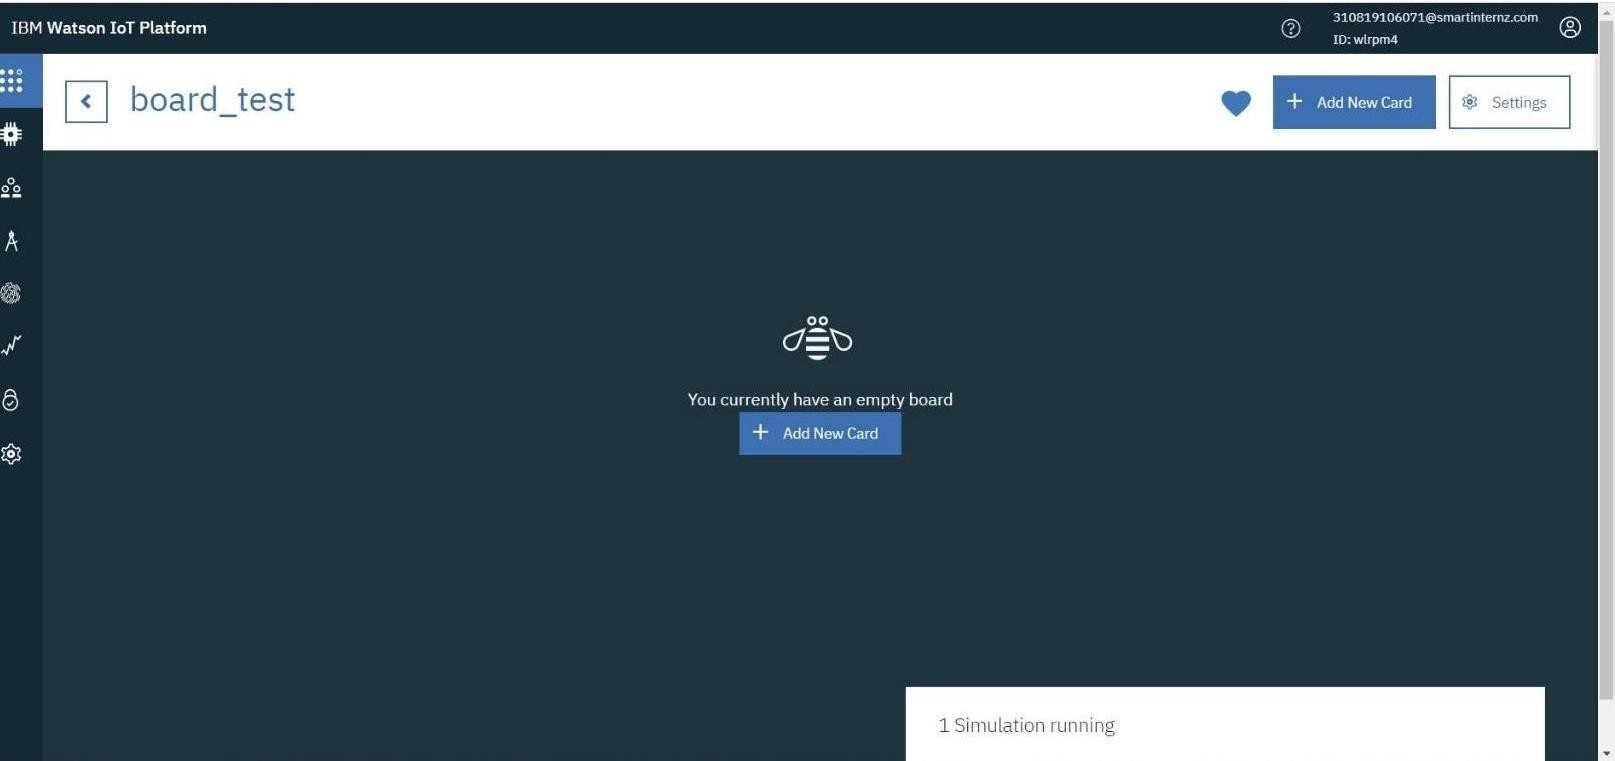 IBM Watson IoT Platform
310819106071@smartinternz.com
ID: wlrpm4
board_test
Add New Card
Settings
You currently have an empty board
Add New Card
1 Simulation running